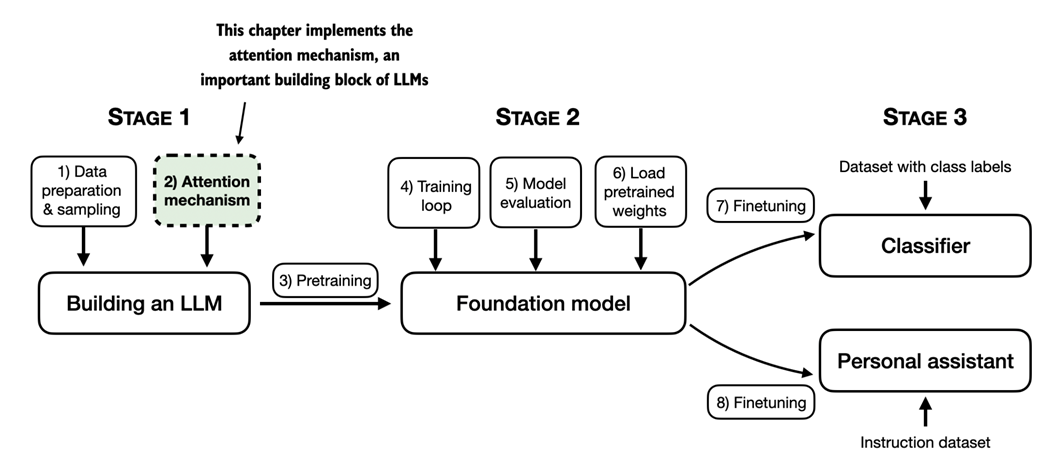 This chapter implements the
attention mechanism, an
important building block of LLMs
STAGE 1
STAGE 2
STAGE 3
1) Data
preparation
& sampling
2) Attention
mechanism
4) Training
loop
5) Model
evaluation
6) Load
pretrained
weights
7) Finetuning
Dataset with class labels
Classifier
3) Pretraining
Building an LLM
Foundation model
Personal assistant
8) Finetuning
Instruction dataset